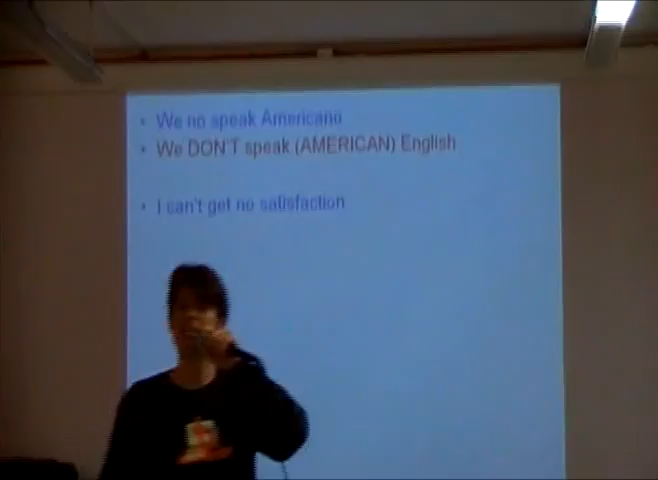 • We no speak Americano
• We DON'T speak (AMERICAN) English
• I can't get no satisfaction